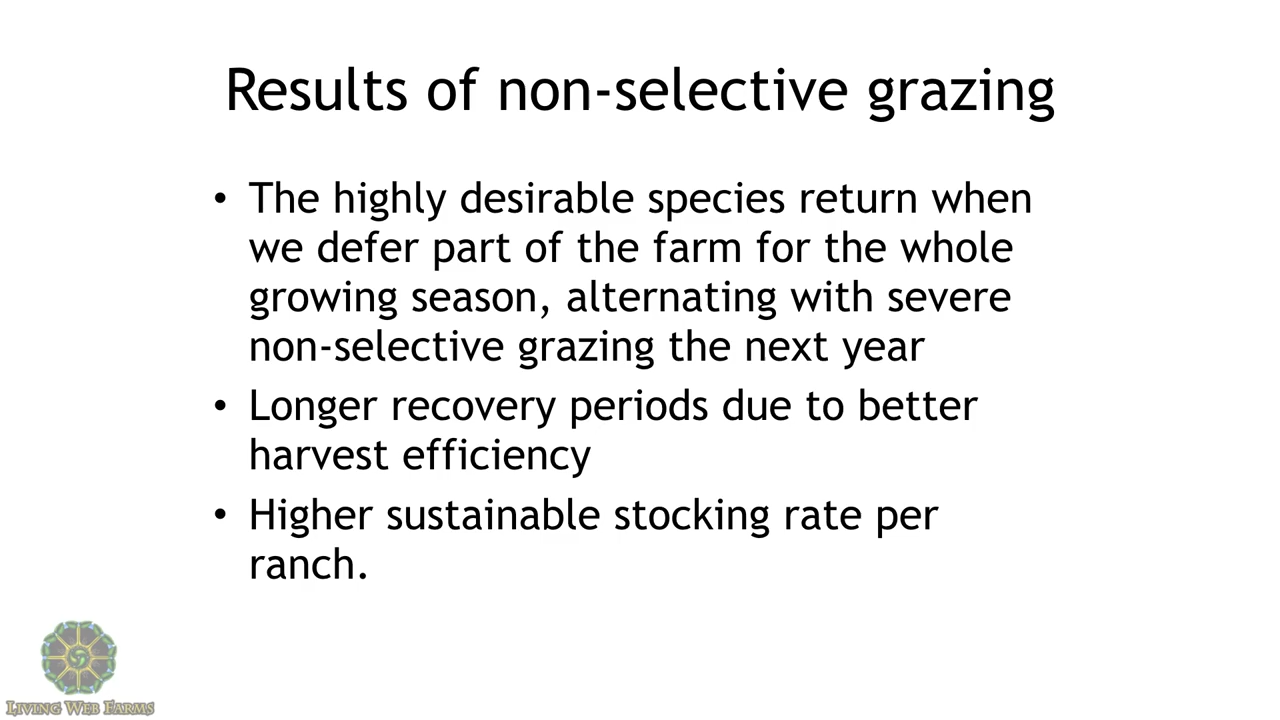 Results of non-selective grazing
• The highly desirable species return when
we defer part of the farm for the whole
growing season, alternating with severe
non-selective grazing the next year
• Longer recovery periods due to better
harvest efficiency
• Higher sustainable stocking rate per
ranch.
LIVING WEB FARMS